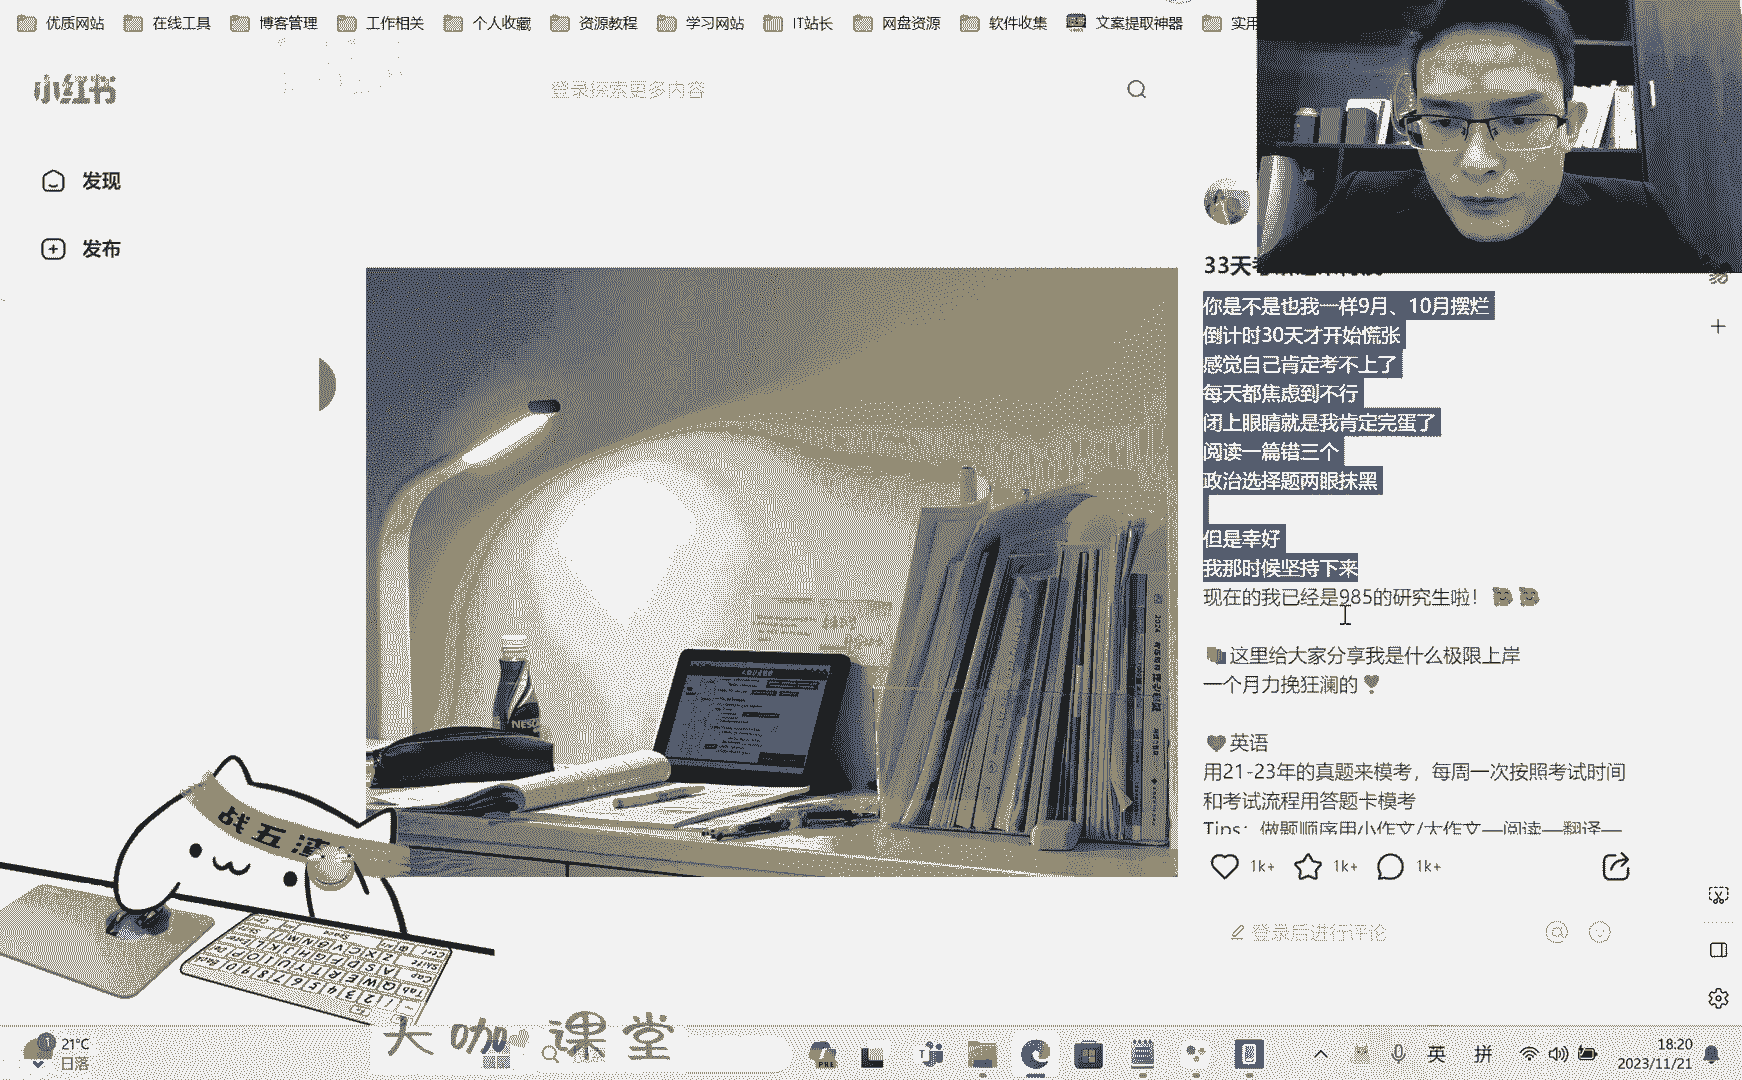 优质网站 在线工具 博客管理 工作相关 个人收藏 资源教程 学习网站 IT站长 网盘资源 软件收集 文案提取神器 实用
小红书
登录探索更多内容
发现
发布
33天
你是不是也我一样9月、10月摆烂
倒计时30天才开始慌张
感觉自己肯定考不上了
每天都焦虑到不行
闭上眼睛就是我肯定完蛋了
阅读一篇错三个
政治选择题两眼抹黑
但是幸好
我那时候坚持下来
现在的我已经是985的研究生啦！
这里给大家分享我是什么极限上岸
一个月力挽狂澜的
英语
用21-23年的真题来模考，每周一次按照考试时间
和考试流程用答题卡模考
Tips：做题顺序用小作文/大作文—阅读—翻译—
1k+ 1k+ 1k+
登录后进行评论
战五渣
大咖课堂
21°C
日落
英 拼
18:20
2023/11/21